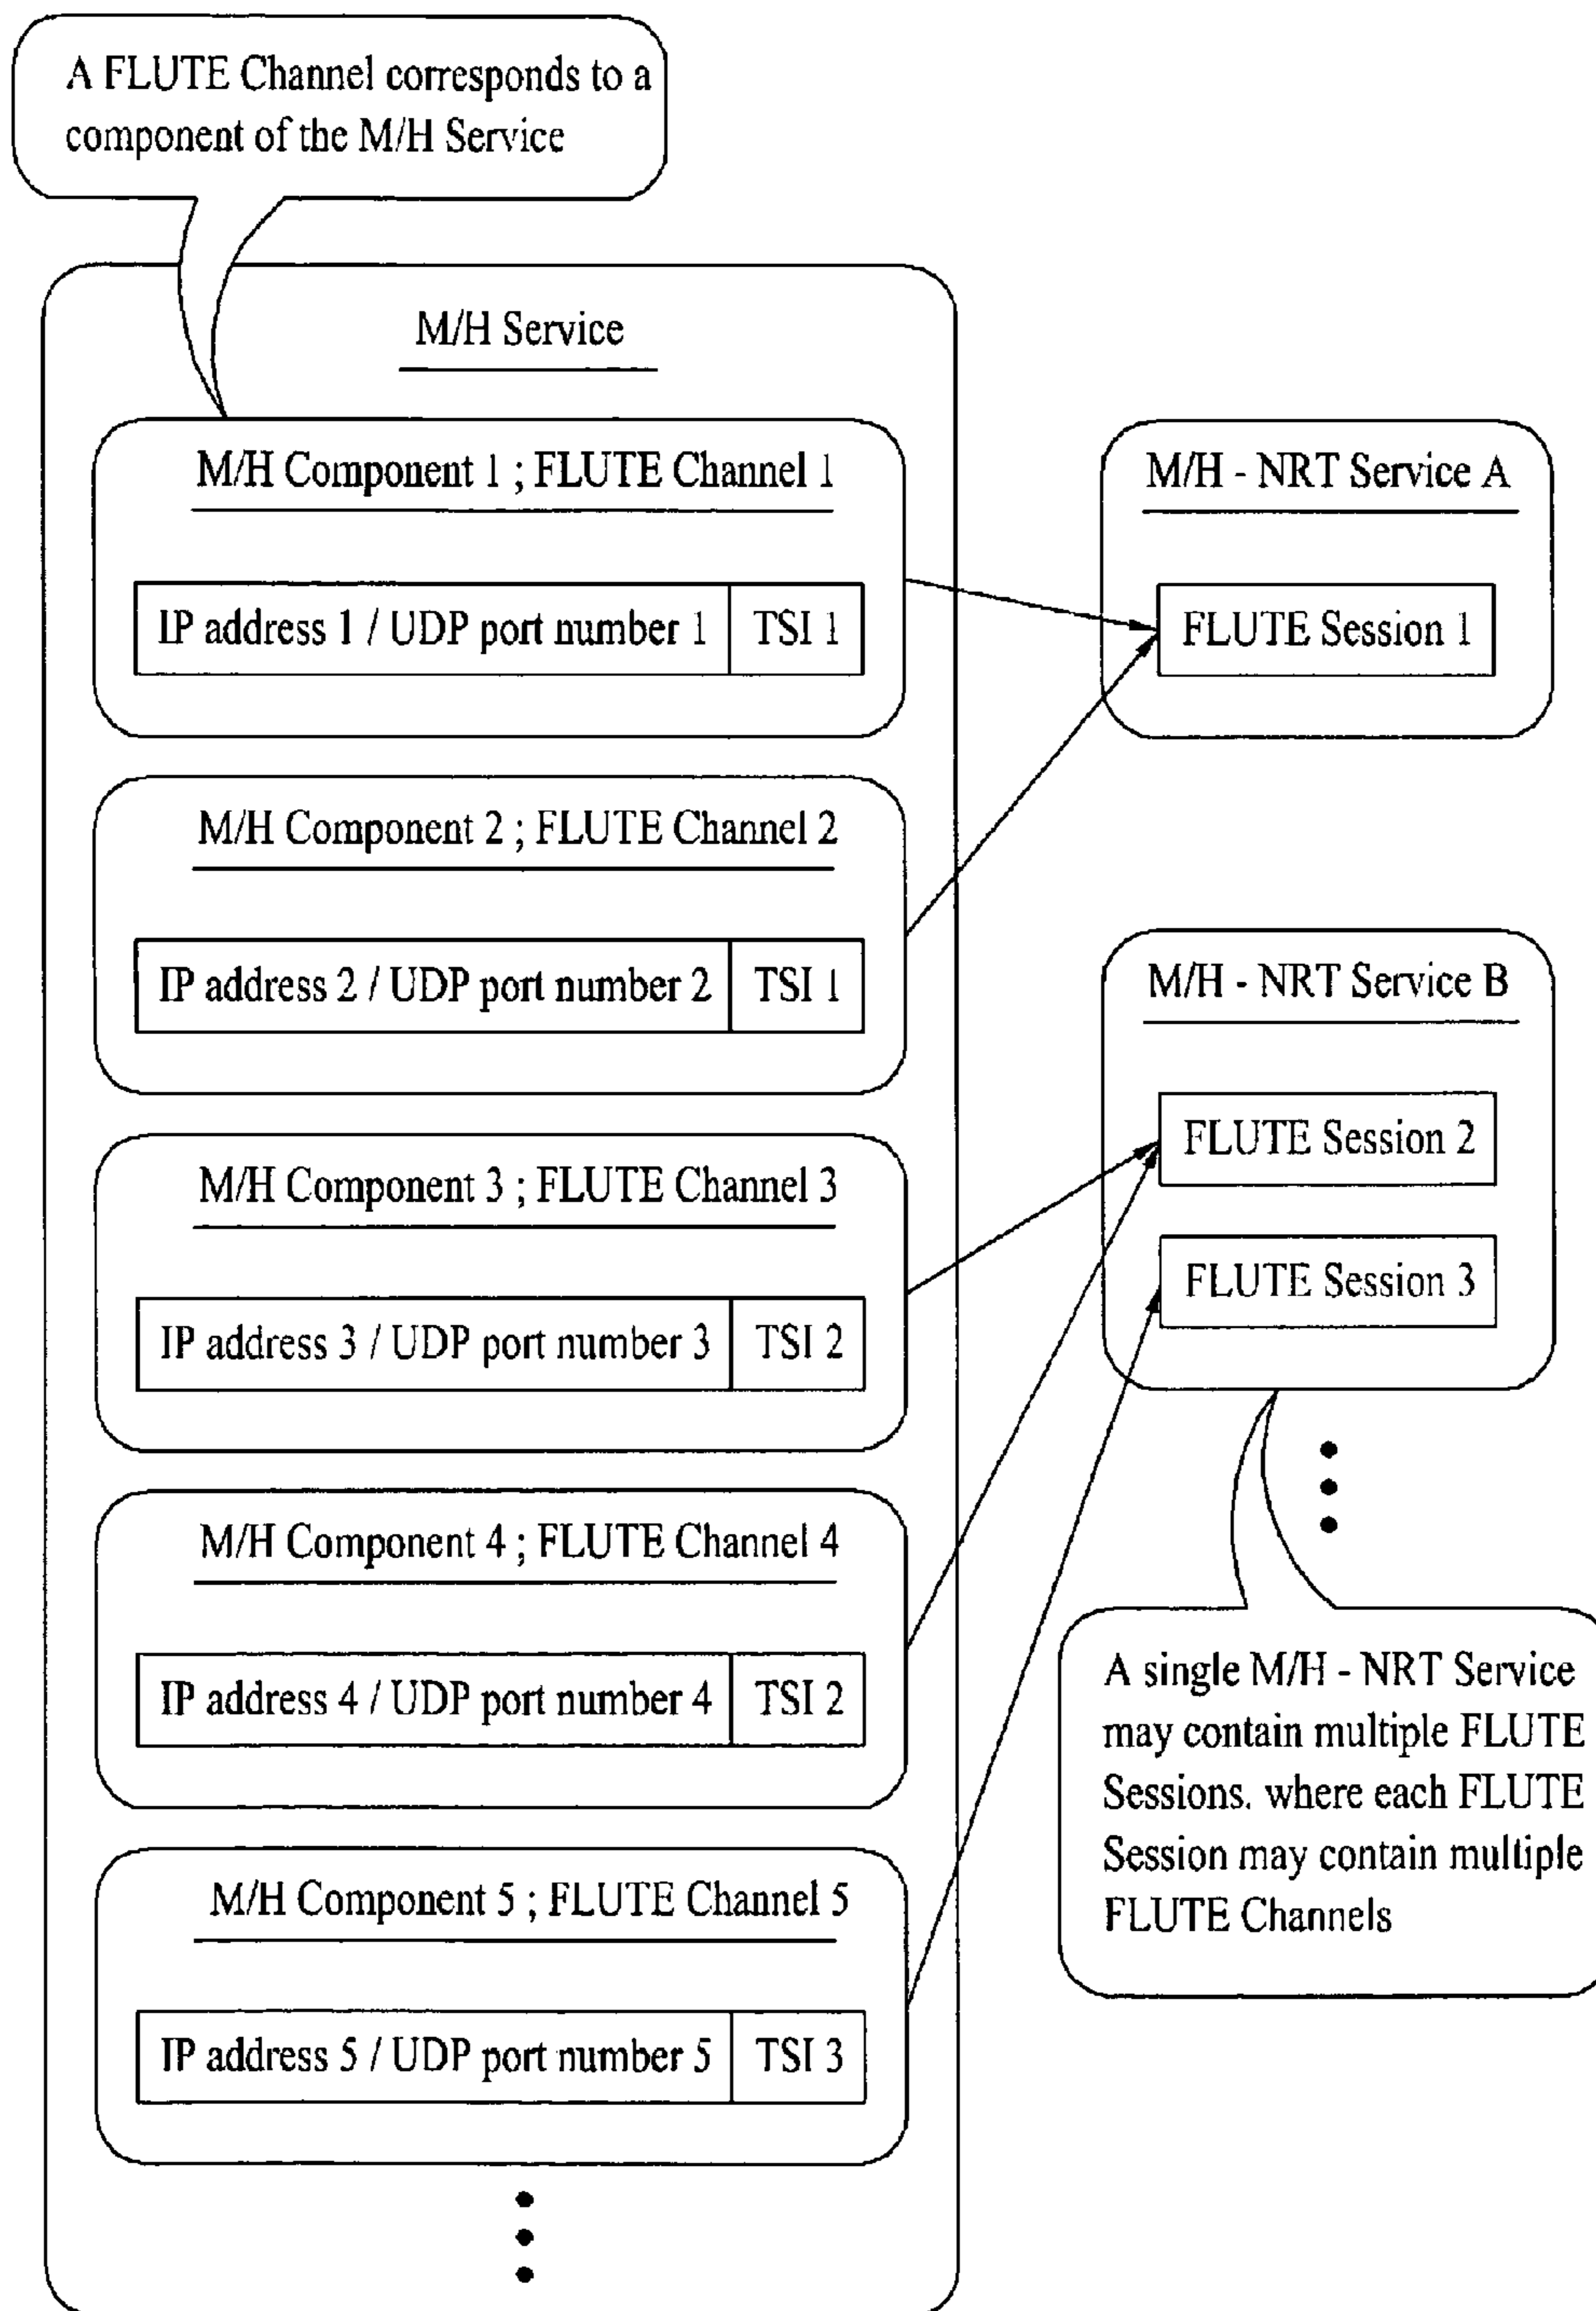 A FLUTE Channel corresponds to a
component of the M/H Service
M/H Service
M/H Component 1 ; FLUTE Channel 1
IP address 1 / UDP port number 1
TSI 1
M/H Component 2 ; FLUTE Channel 2
IP address 2 / UDP port number 2
TSI 1
M/H Component 3 ; FLUTE Channel 3
IP address 3 / UDP port number 3
TSI 2
M/H Component 4 ; FLUTE Channel 4
IP address 4 / UDP port number 4
TSI 2
M/H Component 5 ; FLUTE Channel 5
IP address 5 / UDP port number 5
TSI 3
M/H - NRT Service A
FLUTE Session 1
M/H - NRT Service B
FLUTE Session 2
FLUTE Session 3
A single M/H - NRT Service
may contain multiple FLUTE
Sessions. where each FLUTE
Session may contain multiple
FLUTE Channels